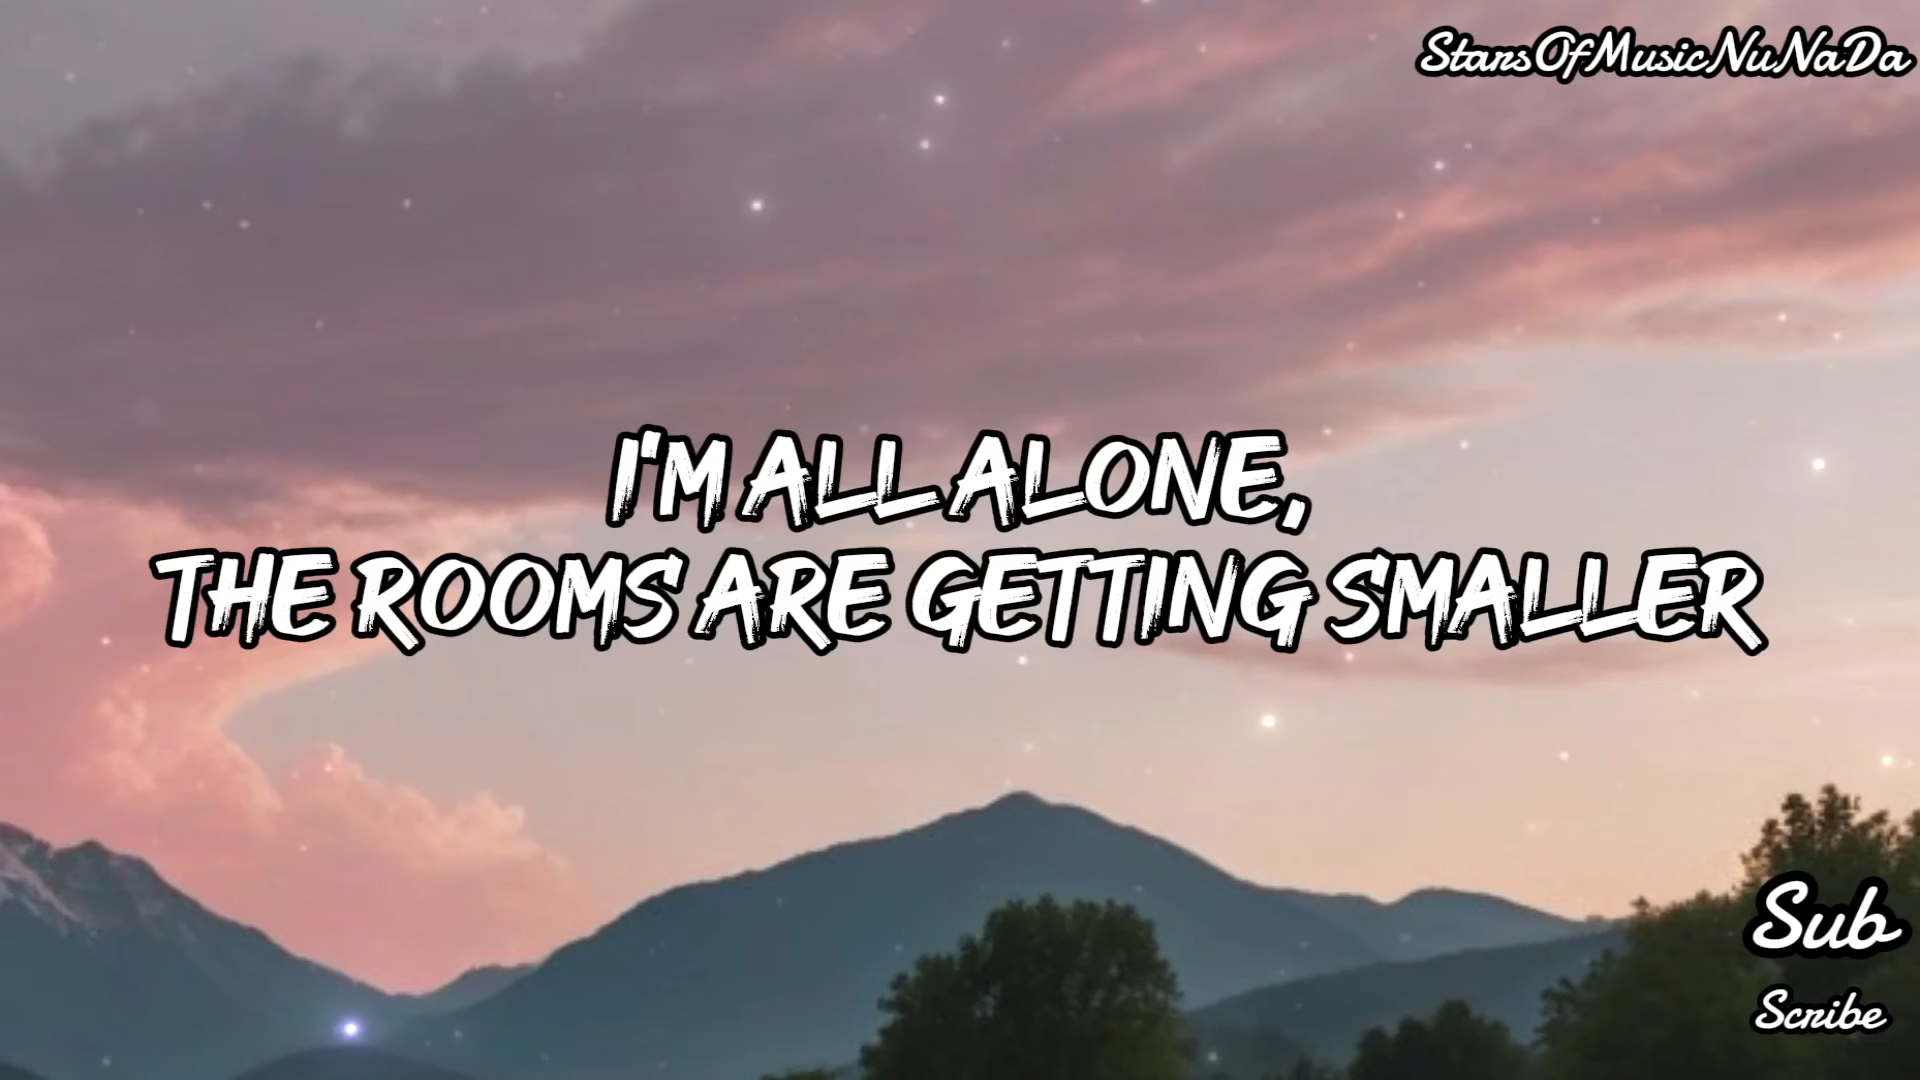 StarsOfMusicNuNaDa
I'M ALL ALONE,
THE ROOMS ARE GETTING SMALLER
Sub
Scribe